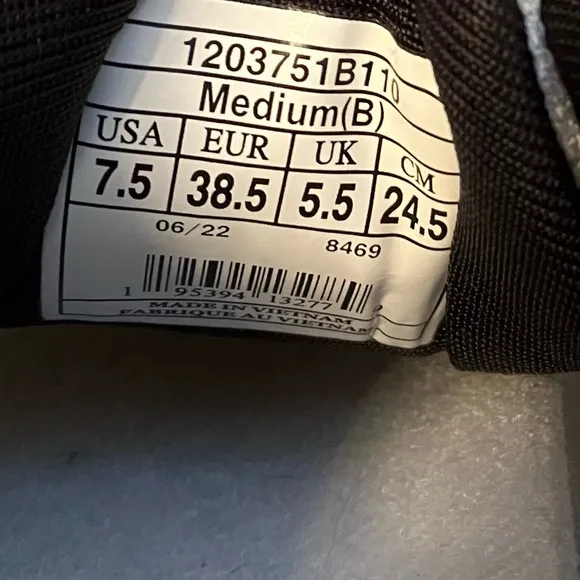 1203751B110
Medium(B)
USA EUR UK CM
7.5 38.5 5.5 24.5
06/22 8469
1 95394 13277 9
MADE IN VIETNAM
FABRIQUE AU VIETNAM